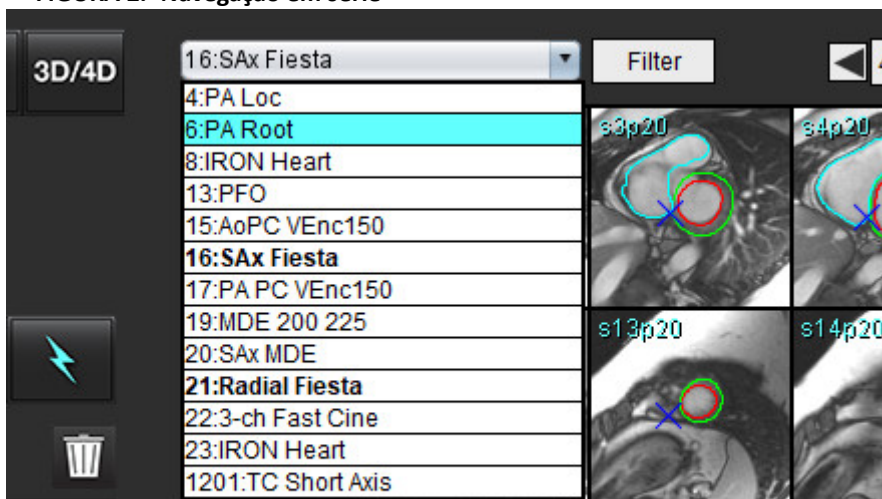 3D/4D
16:SAx Fiesta
Filter
4:PA Loc
6:PA Root
8:IRON Heart
13:PFO
15:AoPC VEnc150
16:SAx Fiesta
17:PA PC VEnc150
19:MDE 200 225
20:SAx MDE
21:Radial Fiesta
22:3-ch Fast Cine
23:IRON Heart
1201:TC Short Axis
s3p20
s4p20
s13p20
s14p20